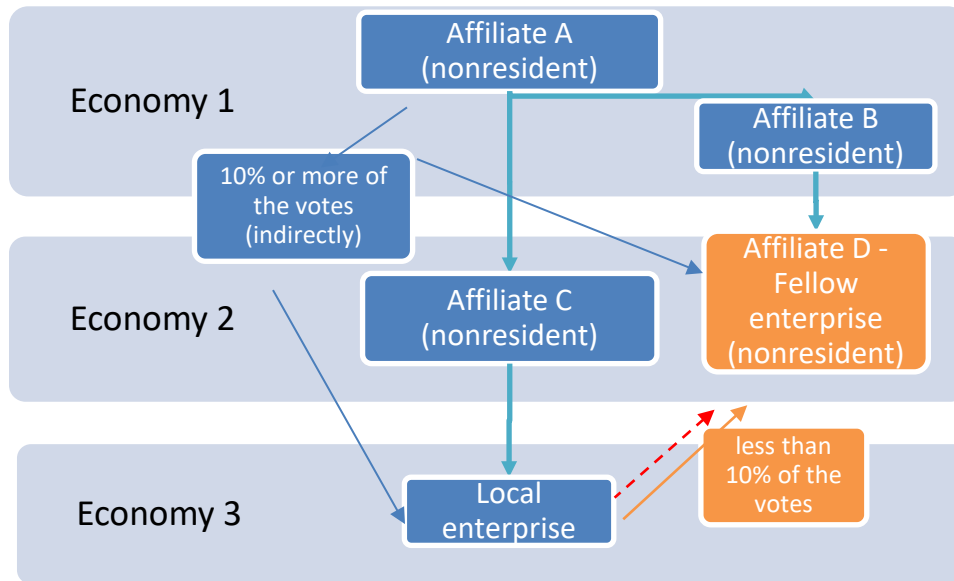 Affiliate A
(nonresident)
Economy 1
Affiliate B
(nonresident)
10% or more of
the votes
(indirectly)
Affiliate D -
Fellow
enterprise
(nonresident)
Economy 2
Affiliate C
(nonresident)
less than
10% of the
votes
Economy 3
Local
enterprise